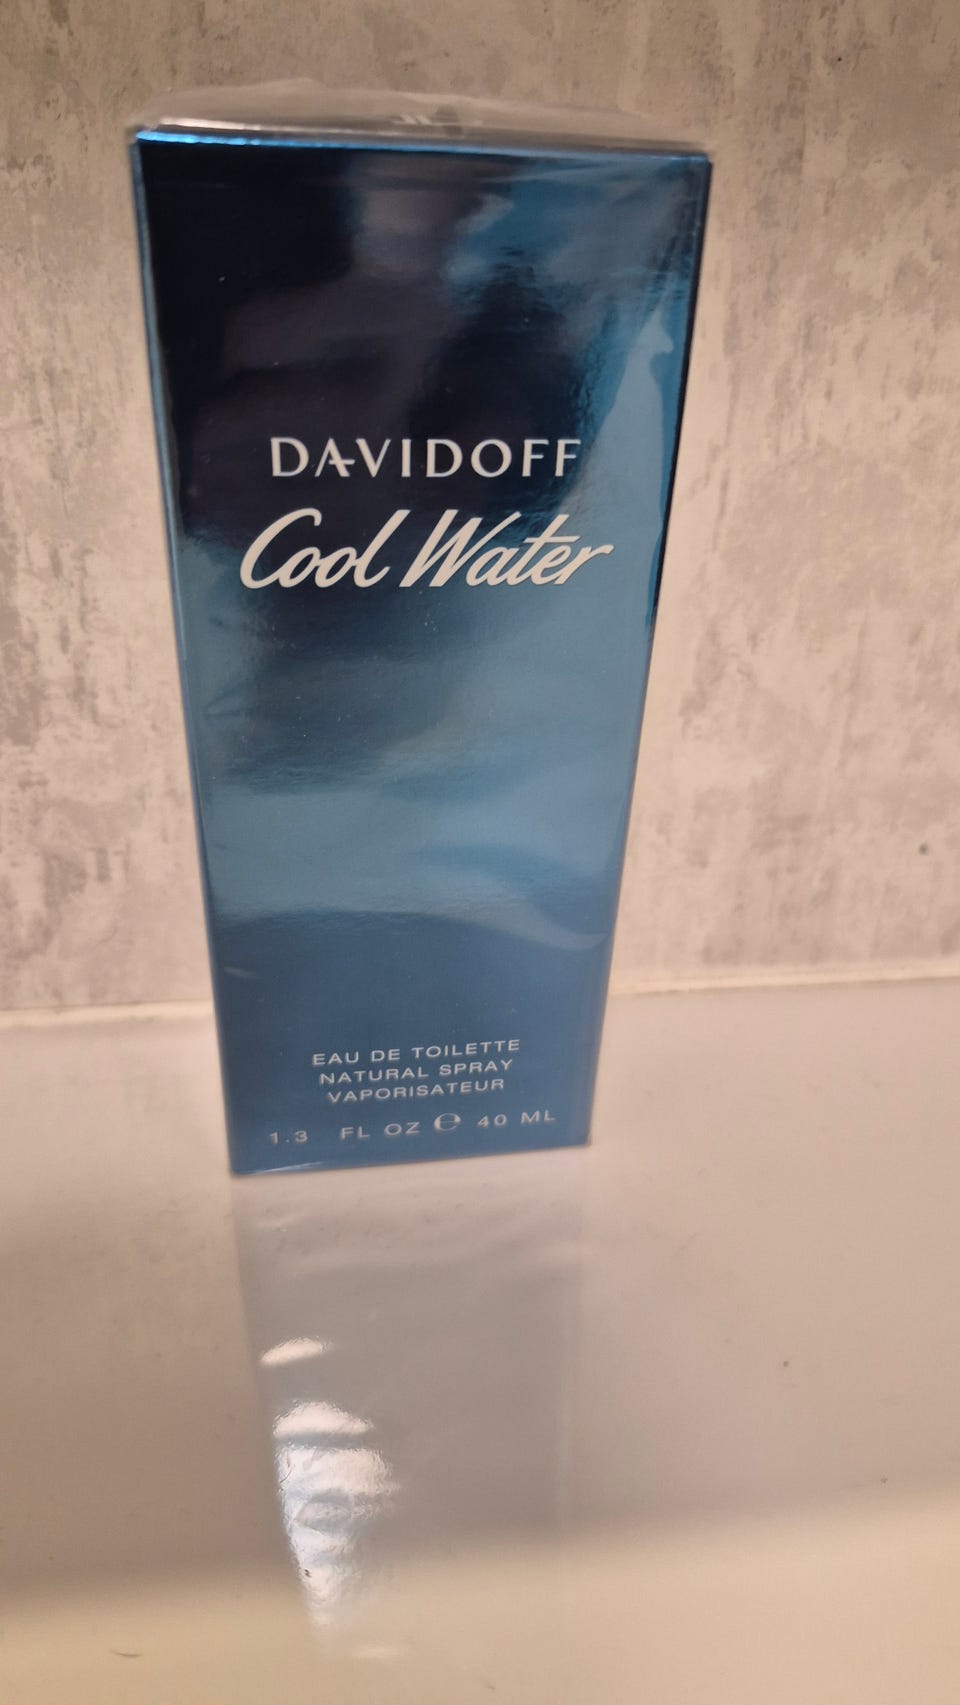 DAVIDOFF
Cool Water
EAU DE TOILETTE
NATURAL SPRAY
VAPORISATEUR
1.3 FL OZ ℮ 40 ML